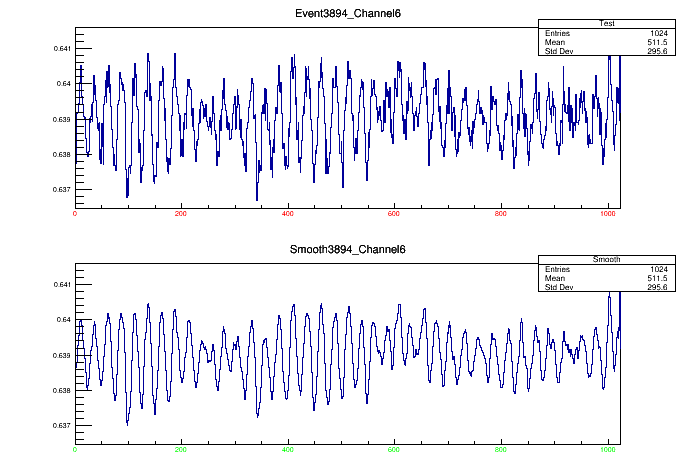 Event3894_Channel6
Test
Entries 1024
Mean 511.5
Std Dev 295.6
0.641
0.64
0.639
0.638
0.637
0 200 400 600 800 1000
Smooth3894_Channel6
Smooth
Entries 1024
Mean 511.5
Std Dev 295.6
0.641
0.64
0.639
0.638
0.637
0 200 400 600 800 1000